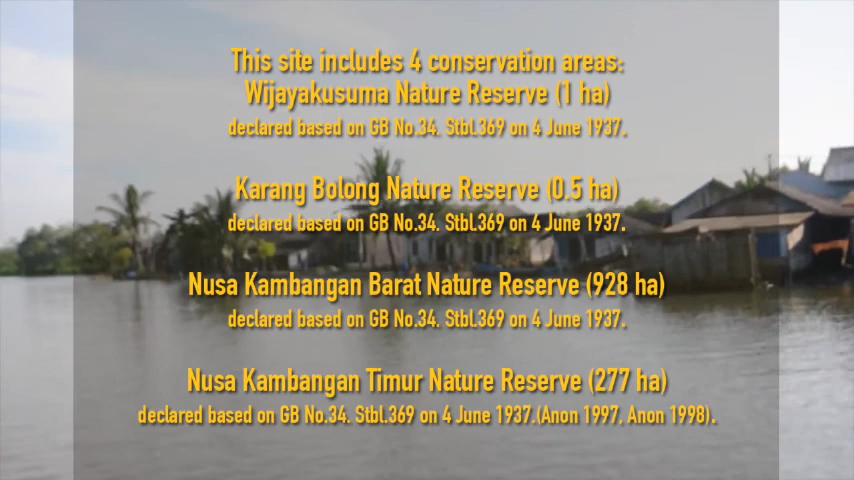 This site includes 4 conservation areas:
Wijayakusuma Nature Reserve (1 ha)
declared based on GB No.34. Stbl.369 on 4 June 1937.
Karang Bolong Nature Reserve (0.5 ha)
declared based on GB No.34. Stbl.369 on 4 June 1937.
Nusa Kambangan Barat Nature Reserve (928 ha)
declared based on GB No.34. Stbl.369 on 4 June 1937.
Nusa Kambangan Timur Nature Reserve (277 ha)
declared based on GB No.34. Stbl.369 on 4 June 1937.(Anon 1997, Anon 1998).